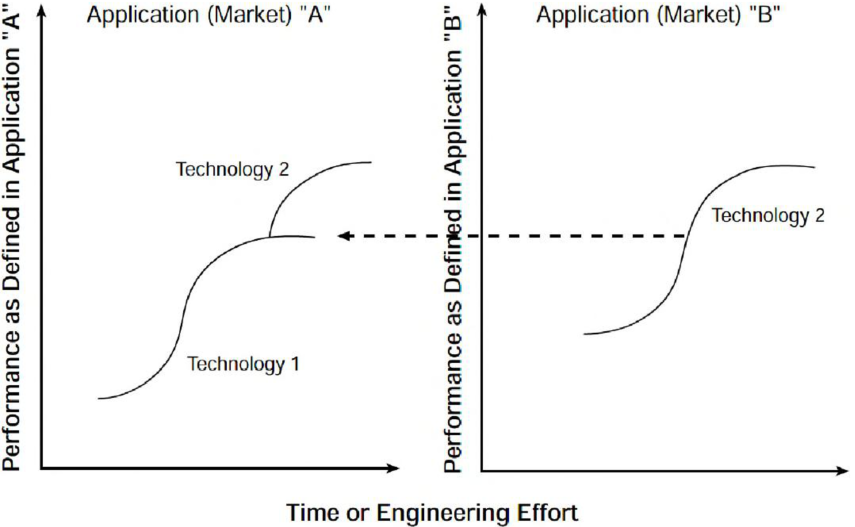 Application (Market) "A"
Application (Market) "B"
Performance as Defined in Application "A"
Technology 2
Technology 1
Performance as Defined in Application "B"
Technology 2
Time or Engineering Effort